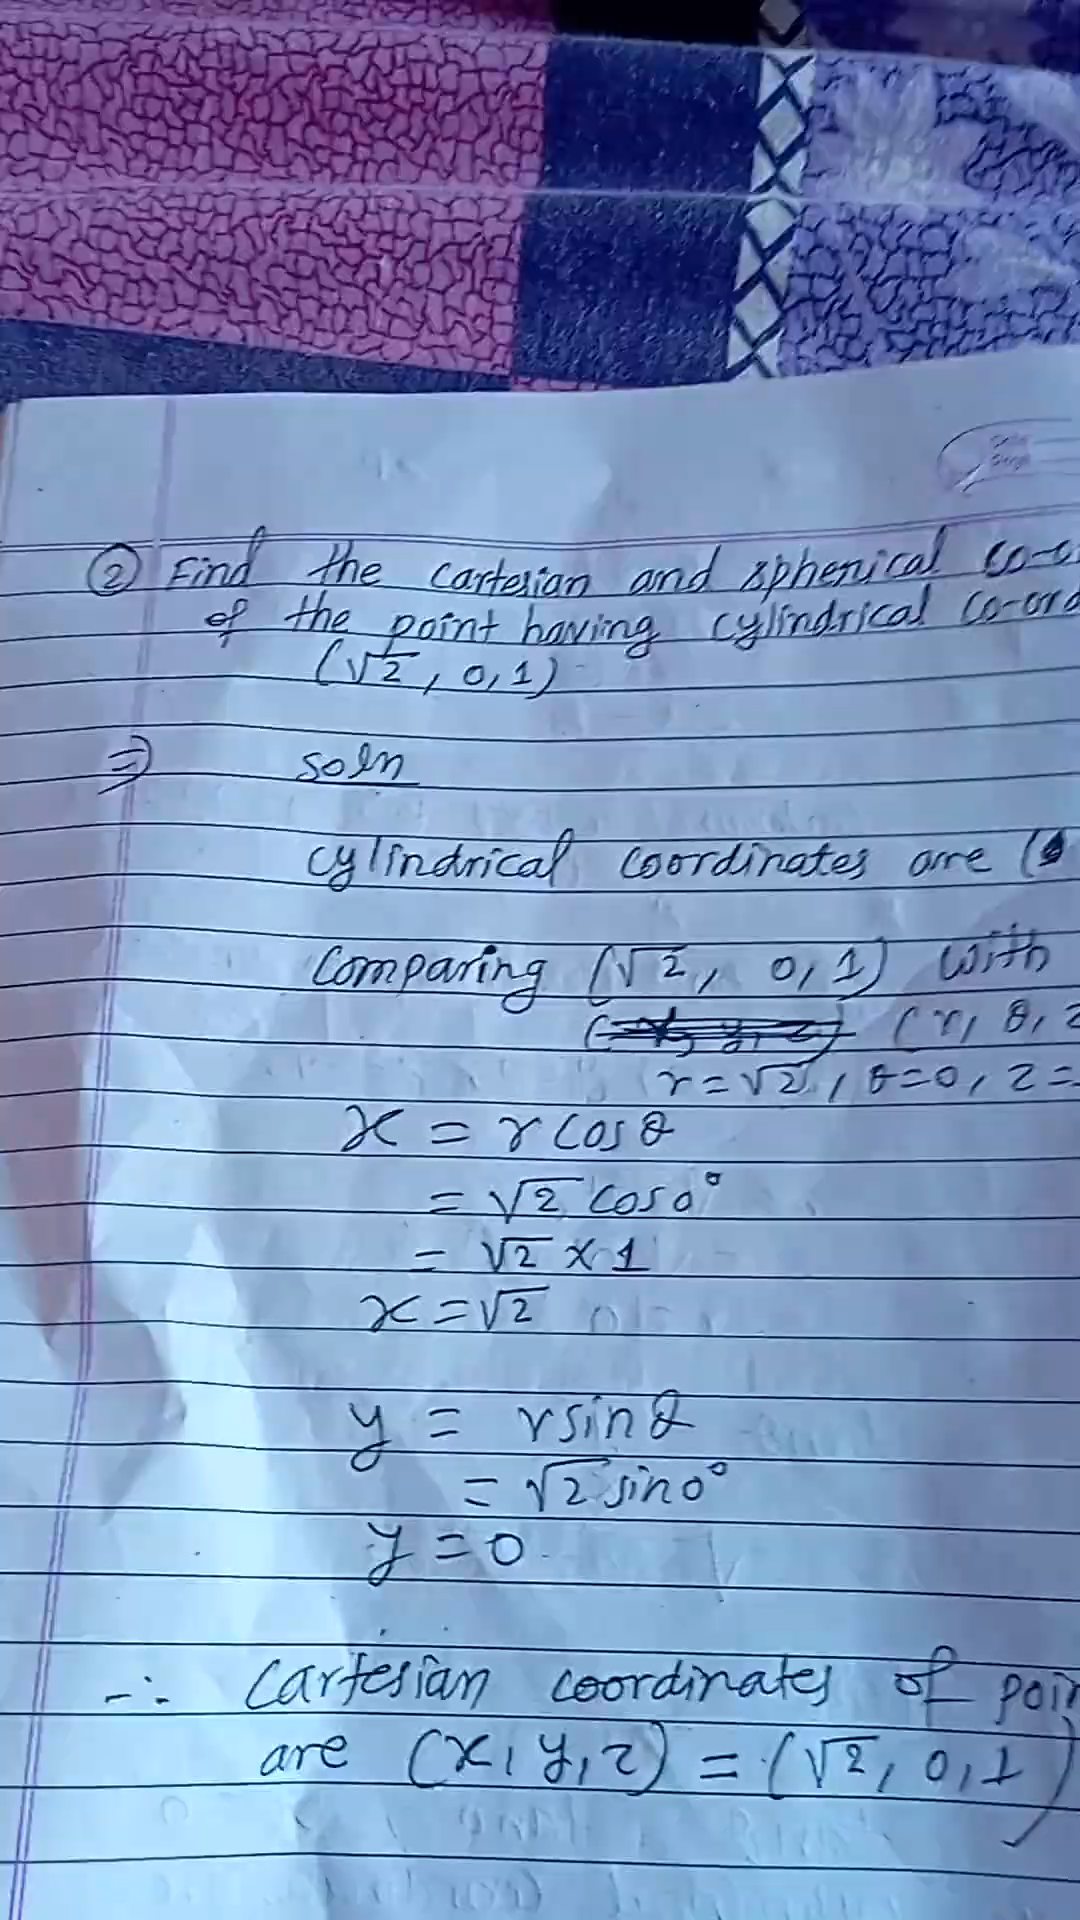 ② Find the cartesian and spherical co-o
of the point having cylindrical co-ord
(√2, 0, 1)
⇒ soln
cylindrical coordinates are (
Comparing (√2, 0, 1) with
(x, y, z) (r, θ, z
r = √2, θ=0, z =
x = r cos θ
= √2 cos 0°
= √2 × 1
x = √2
y = r sin θ
= √2 sin 0°
y = 0
∴ Cartesian coordinates of poin
are (x, y, z) = (√2, 0, 1)